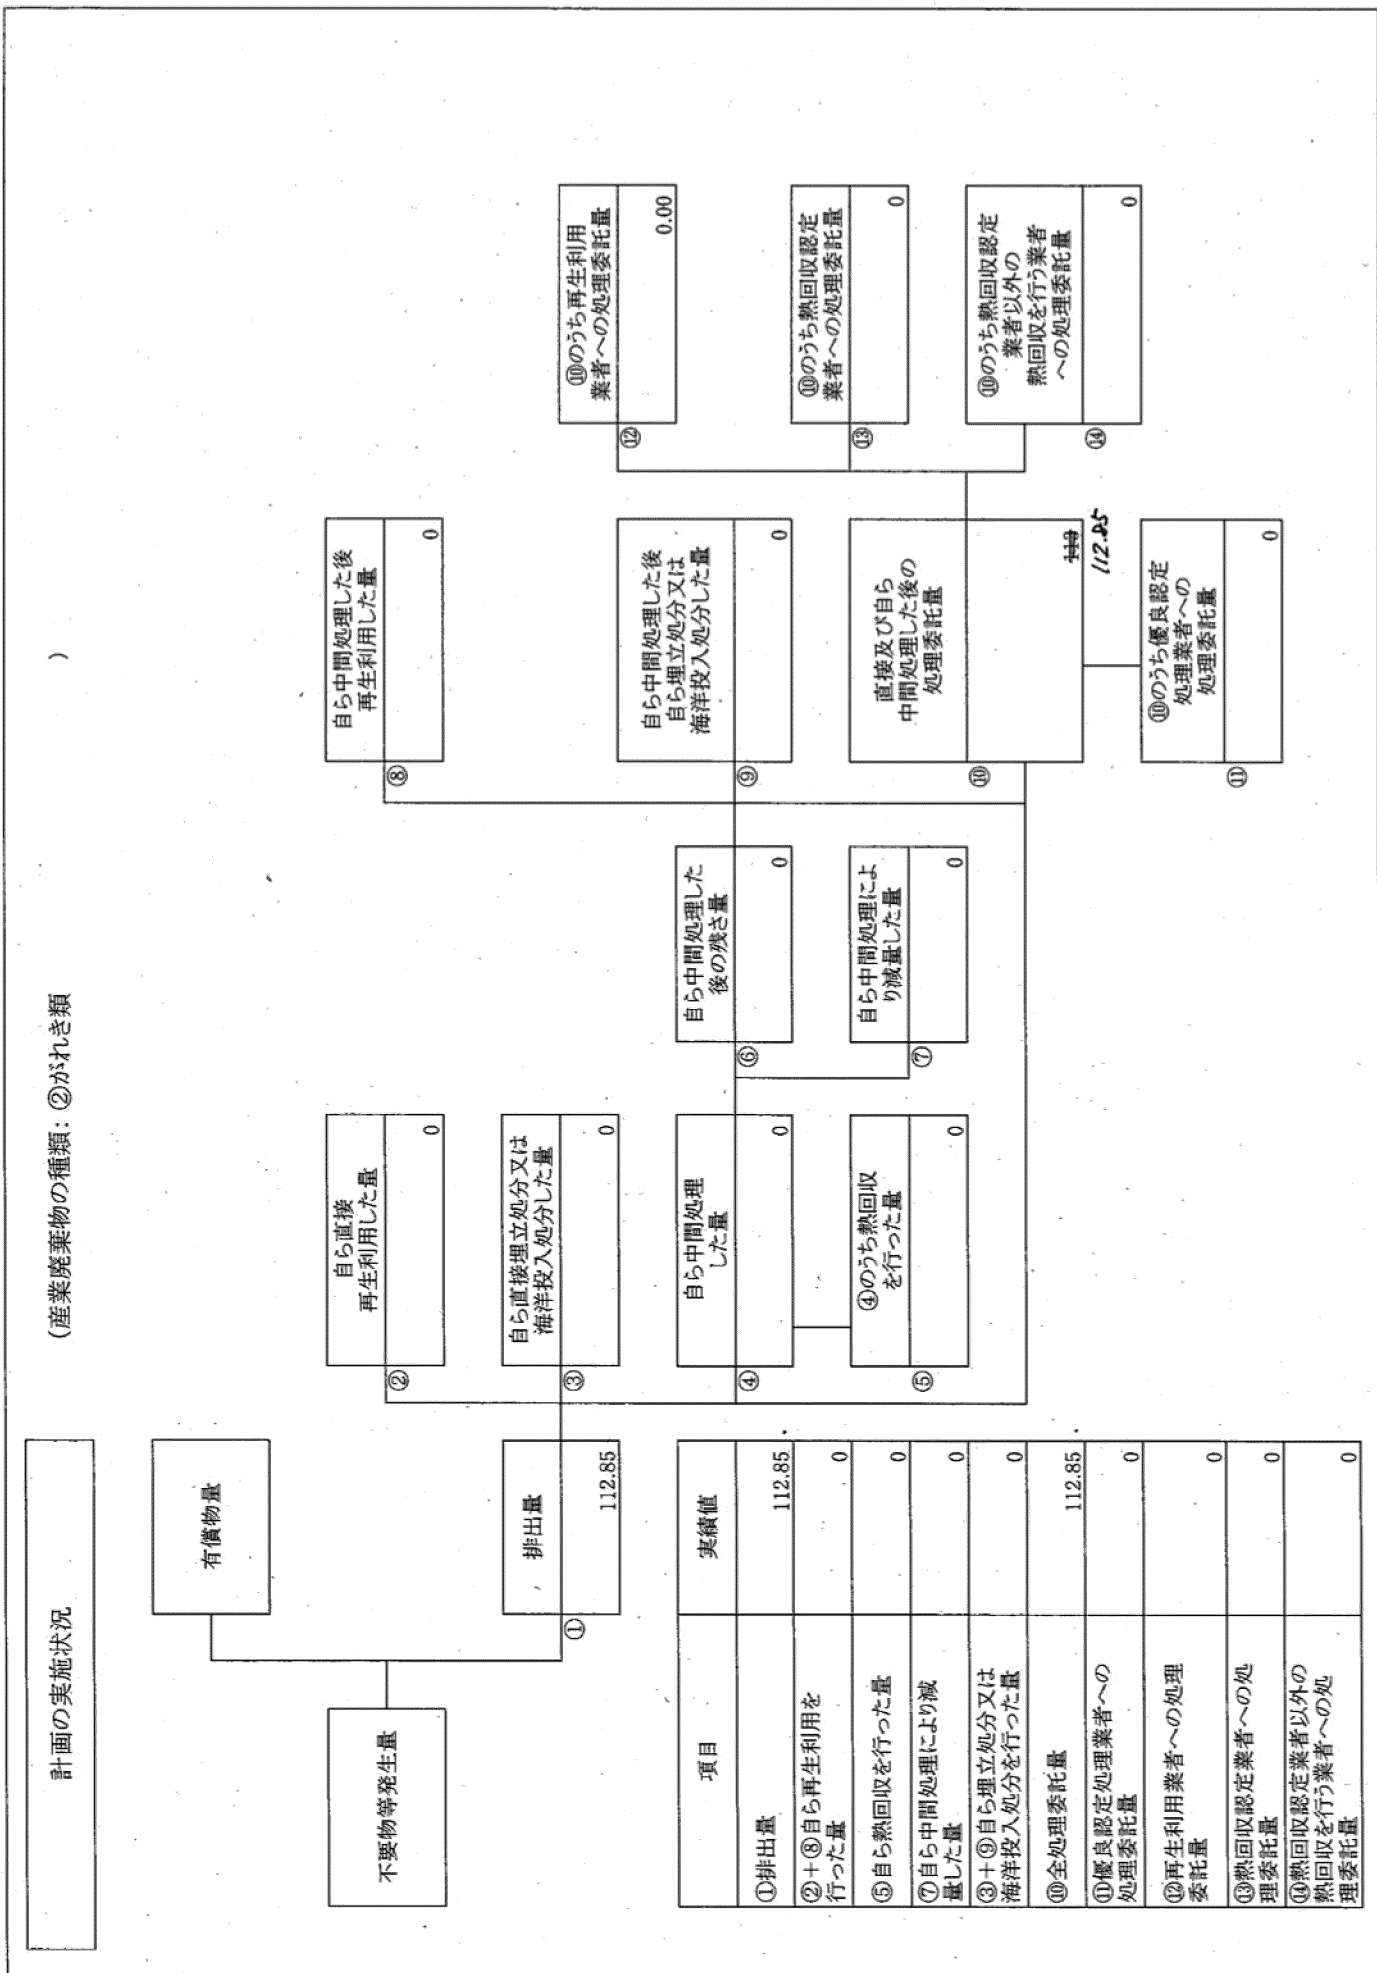 計画の実施状況
(産業廃棄物の種類: ②がれき類
)
不要物等発生量
有償物量
排出量
①
112.85
自ら直接
再生利用した量
②
0
自ら直接埋立処分又は
海洋投入処分した量
③
0
自ら中間処理
した量
④
0
④のうち熱回収
を行った量
⑤
0
自ら中間処理した
後の残さ量
⑥
0
自ら中間処理によ
り減量した量
⑦
0
自ら中間処理した後
再生利用した量
⑧
0
自ら中間処理した後
自ら埋立処分又は
海洋投入処分した量
⑨
0
直接及び自ら
中間処理した後の
処理委託量
⑩
113
112.85
⑩のうち優良認定
処理業者への
処理委託量
⑪
0
⑩のうち再生利用
業者への処理委託量
⑫
0.00
⑩のうち熱回収認定
業者への処理委託量
⑬
0
⑩のうち熱回収認定
業者以外の
熱回収を行う業者
への処理委託量
⑭
0
項目
実績値
①排出量
112.85
②+⑧自ら再生利用を
行った量
0
⑤自ら熱回収を行った量
0
⑦自ら中間処理により減
量した量
0
③+⑨自ら埋立処分又は
海洋投入処分を行った量
0
⑩全処理委託量
112.85
⑪優良認定処理業者への
処理委託量
0
⑫再生利用業者への処理
委託量
0
⑬熱回収認定業者への処
理委託量
0
⑭熱回収認定業者以外の
熱回収を行う業者への処
理委託量
0